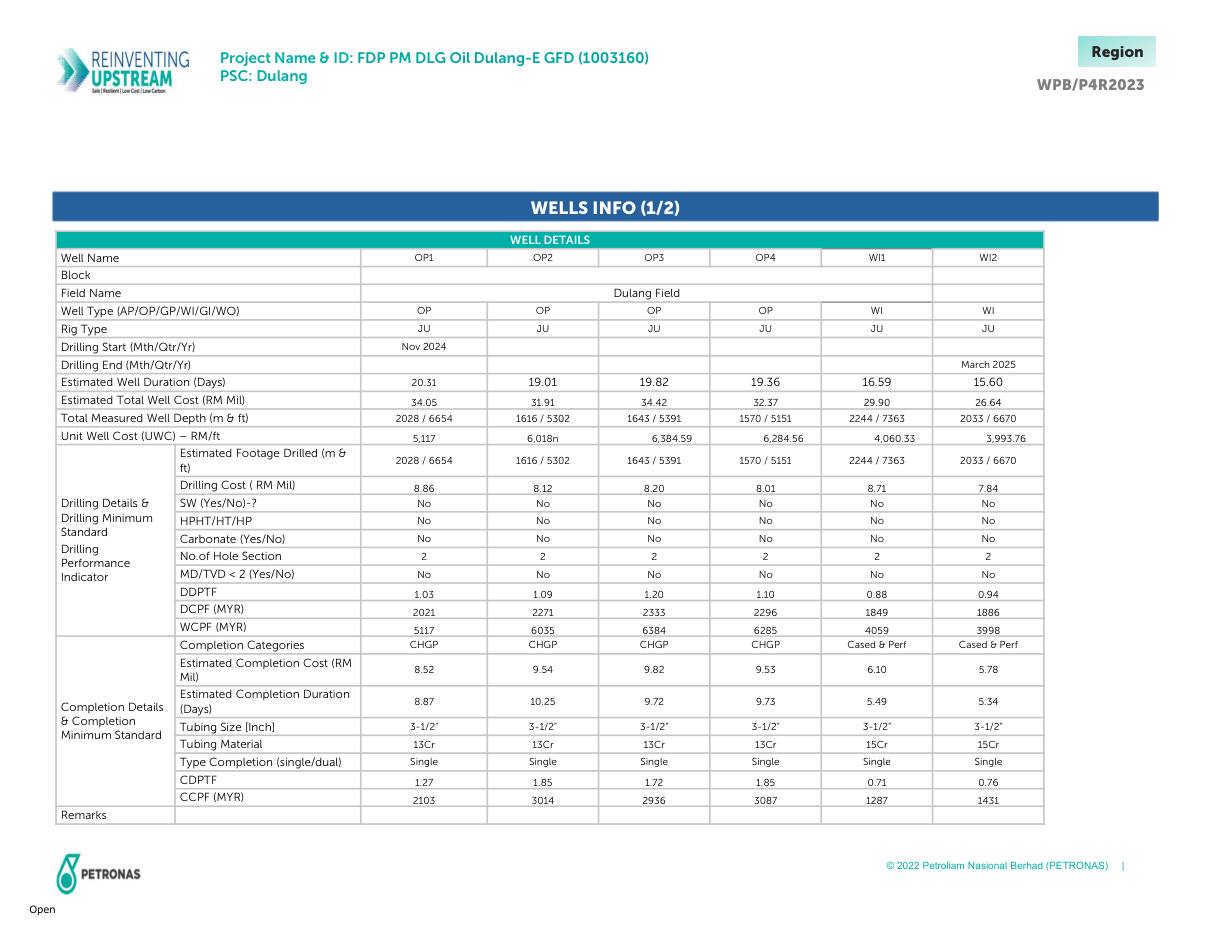 REINVENTING
UPSTREAM
Safe | Resilient | Low Cost | Low Carbon
Project Name & ID: FDP PM DLG Oil Dulang-E GFD (1003160)
PSC: Dulang
Region
WPB/P4R2023
WELLS INFO (1/2)
WELL DETAILS
Well Name OP1 OP2 OP3 OP4 WI1 WI2
Block
Field Name Dulang Field
Well Type (AP/OP/GP/WI/GI/WO) OP OP OP OP WI WI
Rig Type JU JU JU JU JU JU
Drilling Start (Mth/Qtr/Yr) Nov 2024
Drilling End (Mth/Qtr/Yr) March 2025
Estimated Well Duration (Days) 20.31 19.01 19.82 19.36 16.59 15.60
Estimated Total Well Cost (RM Mil) 34.05 31.91 34.42 32.37 29.90 26.64
Total Measured Well Depth (m & ft) 2028 / 6654 1616 / 5302 1643 / 5391 1570 / 5151 2244 / 7363 2033 / 6670
Unit Well Cost (UWC) – RM/ft 5,117 6,018n 6,384.59 6,284.56 4,060.33 3,993.76
Drilling Details &
Drilling Minimum
Standard
Drilling
Performance
Indicator
Estimated Footage Drilled (m &
ft) 2028 / 6654 1616 / 5302 1643 / 5391 1570 / 5151 2244 / 7363 2033 / 6670
Drilling Cost ( RM Mil) 8.86 8.12 8.20 8.01 8.71 7.84
SW (Yes/No)-? No No No No No No
HPHT/HT/HP No No No No No No
Carbonate (Yes/No) No No No No No No
No.of Hole Section 2 2 2 2 2 2
MD/TVD < 2 (Yes/No) No No No No No No
DDPTF 1.03 1.09 1.20 1.10 0.88 0.94
DCPF (MYR) 2021 2271 2333 2296 1849 1886
WCPF (MYR) 5117 6035 6384 6285 4059 3998
Completion Details
& Completion
Minimum Standard
Completion Categories CHGP CHGP CHGP CHGP Cased & Perf Cased & Perf
Estimated Completion Cost (RM
Mil) 8.52 9.54 9.82 9.53 6.10 5.78
Estimated Completion Duration
(Days) 8.87 10.25 9.72 9.73 5.49 5.34
Tubing Size [Inch] 3-1/2" 3-1/2" 3-1/2" 3-1/2" 3-1/2" 3-1/2"
Tubing Material 13Cr 13Cr 13Cr 13Cr 15Cr 15Cr
Type Completion (single/dual) Single Single Single Single Single Single
CDPTF 1.27 1.85 1.72 1.85 0.71 0.76
CCPF (MYR) 2103 3014 2936 3087 1287 1431
Remarks
PETRONAS
© 2022 Petroliam Nasional Berhad (PETRONAS) |
Open